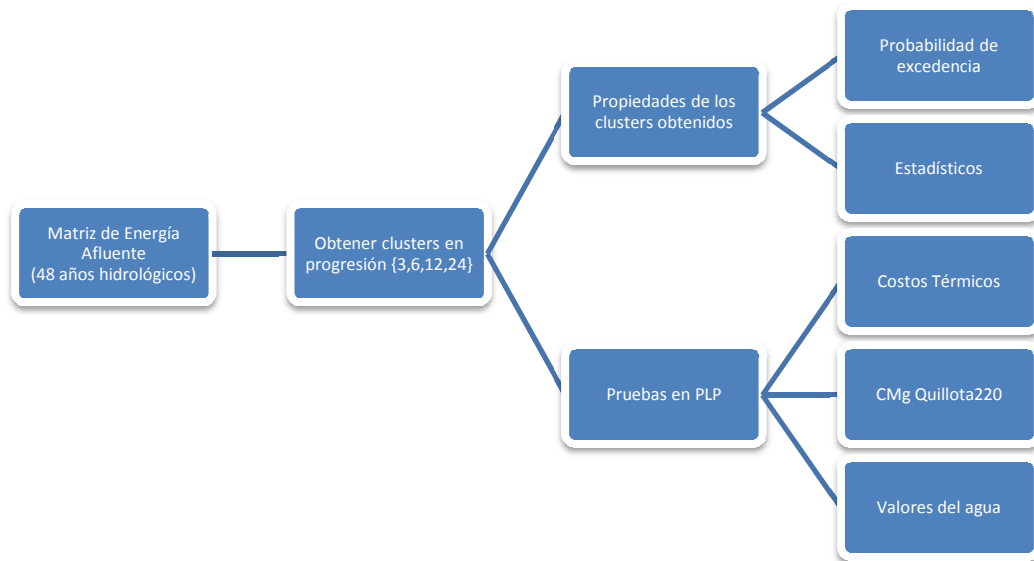 Matriz de Energía
Afluente
(48 años hidrológicos)
Obtener clusters en
progresión {3,6,12,24}
Propiedades de los
clusters obtenidos
Probabilidad de
excedencia
Estadísticos
Pruebas en PLP
Costos Térmicos
CMg Quillota220
Valores del agua